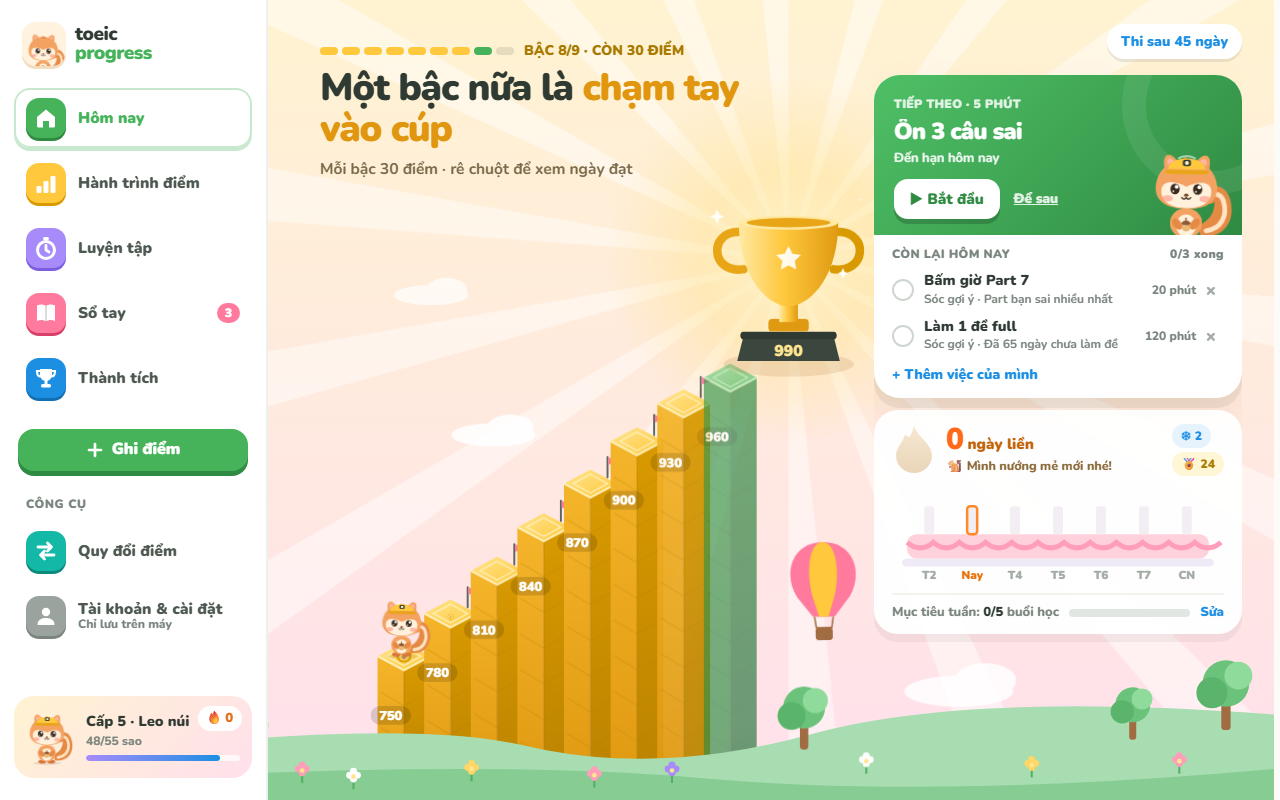 toeic
progress
Hôm nay
Hành trình điểm
Luyện tập
Sổ tay
3
Thành tích
+ Ghi điểm
CÔNG CỤ
Quy đổi điểm
Tài khoản & cài đặt
Chỉ lưu trên máy
Cấp 5 · Leo núi
0
48/55 sao
BẬC 8/9 · CÒN 30 ĐIỂM
Một bậc nữa là chạm tay
vào cúp
Mỗi bậc 30 điểm · rê chuột để xem ngày đạt
990
960
930
900
870
840
810
780
750
Thi sau 45 ngày
TIẾP THEO · 5 PHÚT
Ôn 3 câu sai
Đến hạn hôm nay
Bắt đầu
Để sau
CÒN LẠI HÔM NAY
0/3 xong
Bấm giờ Part 7
Sóc gợi ý · Part bạn sai nhiều nhất
20 phút ×
Làm 1 đề full
Sóc gợi ý · Đã 65 ngày chưa làm đề
120 phút ×
+ Thêm việc của mình
0 ngày liền
2
Mình nướng mẻ mới nhé!
24
T2 Nay T4 T5 T6 T7 CN
Mục tiêu tuần: 0/5 buổi học
Sửa